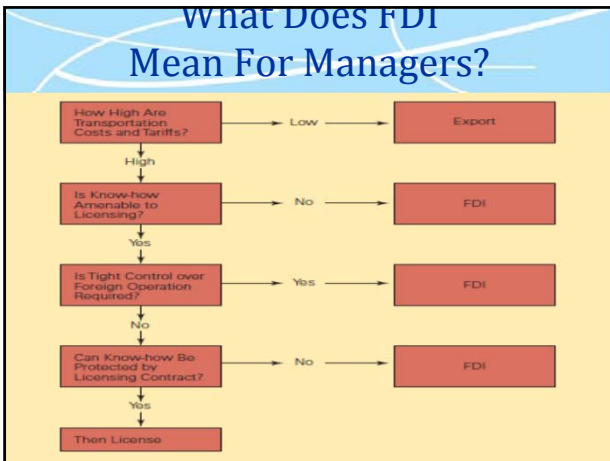 What Does FDI
Mean For Managers?
How High Are
Transportation
Costs and Tariffs?
Low
Export
High
Is Know-how
Amenable to
Licensing?
No
FDI
Yes
Is Tight Control over
Foreign Operation
Required?
Yes
FDI
No
Can Know-how Be
Protected by
Licensing Contract?
No
FDI
Yes
Then License